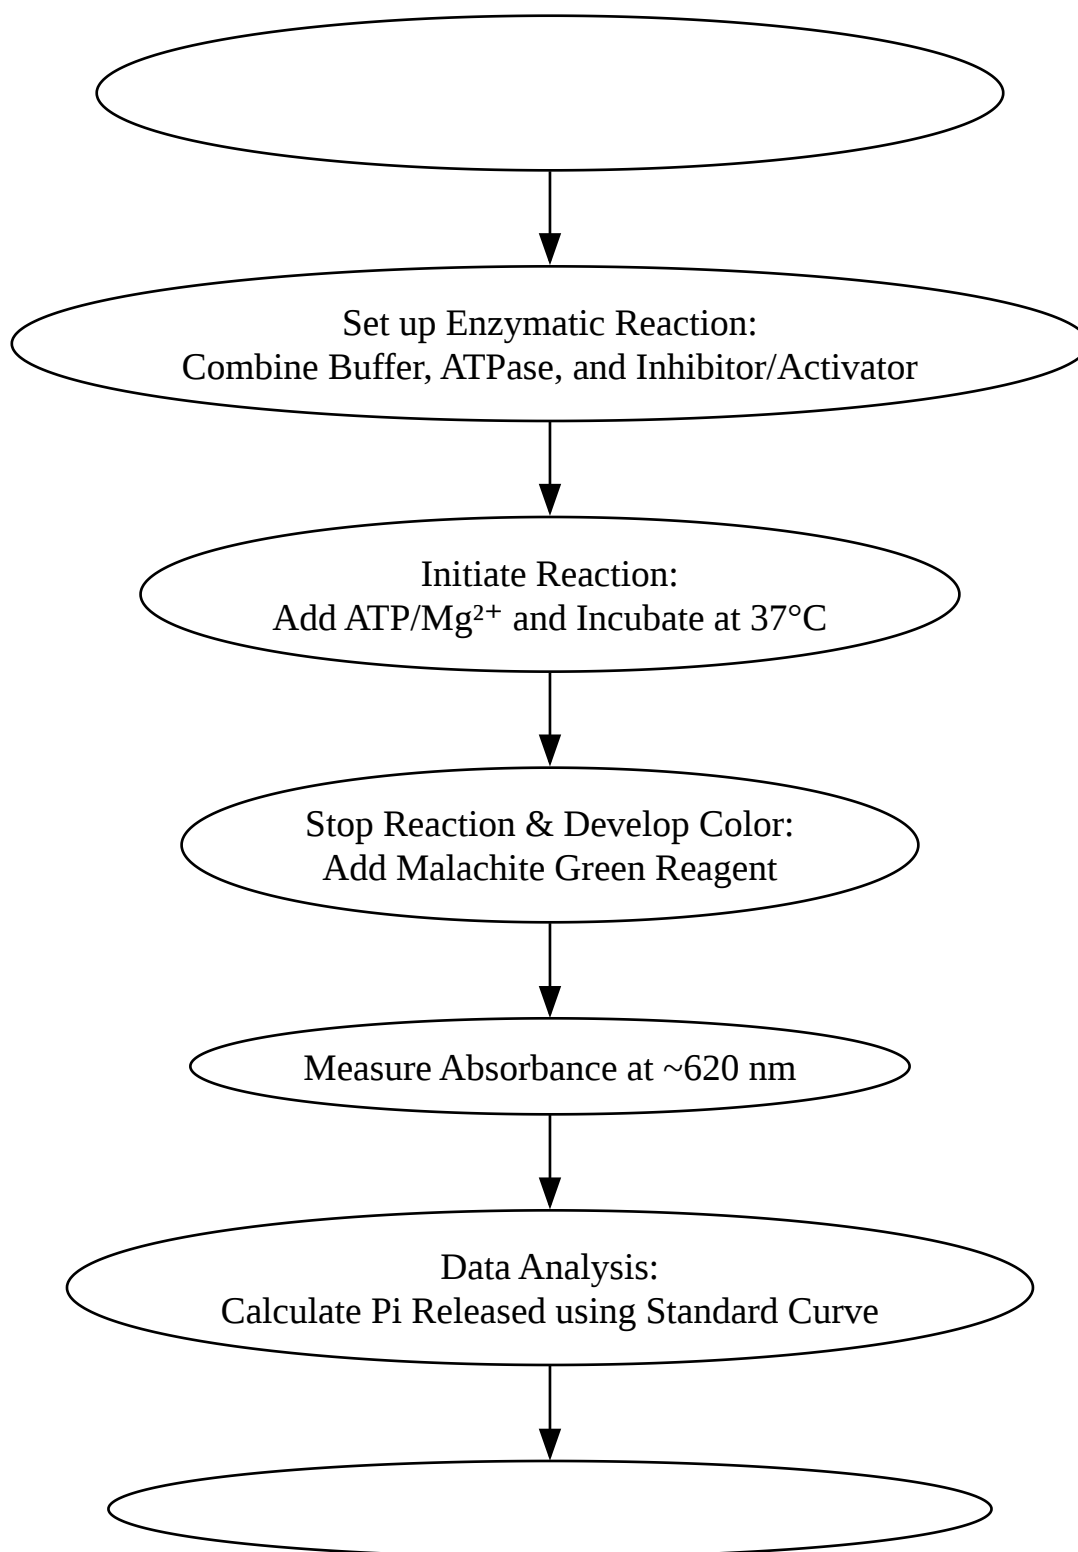 Set up Enzymatic Reaction:
Combine Buffer, ATPase, and Inhibitor/Activator
Initiate Reaction:
Add ATP/Mg²⁺ and Incubate at 37°C
Stop Reaction & Develop Color:
Add Malachite Green Reagent
Measure Absorbance at ~620 nm
Data Analysis:
Calculate Pi Released using Standard Curve